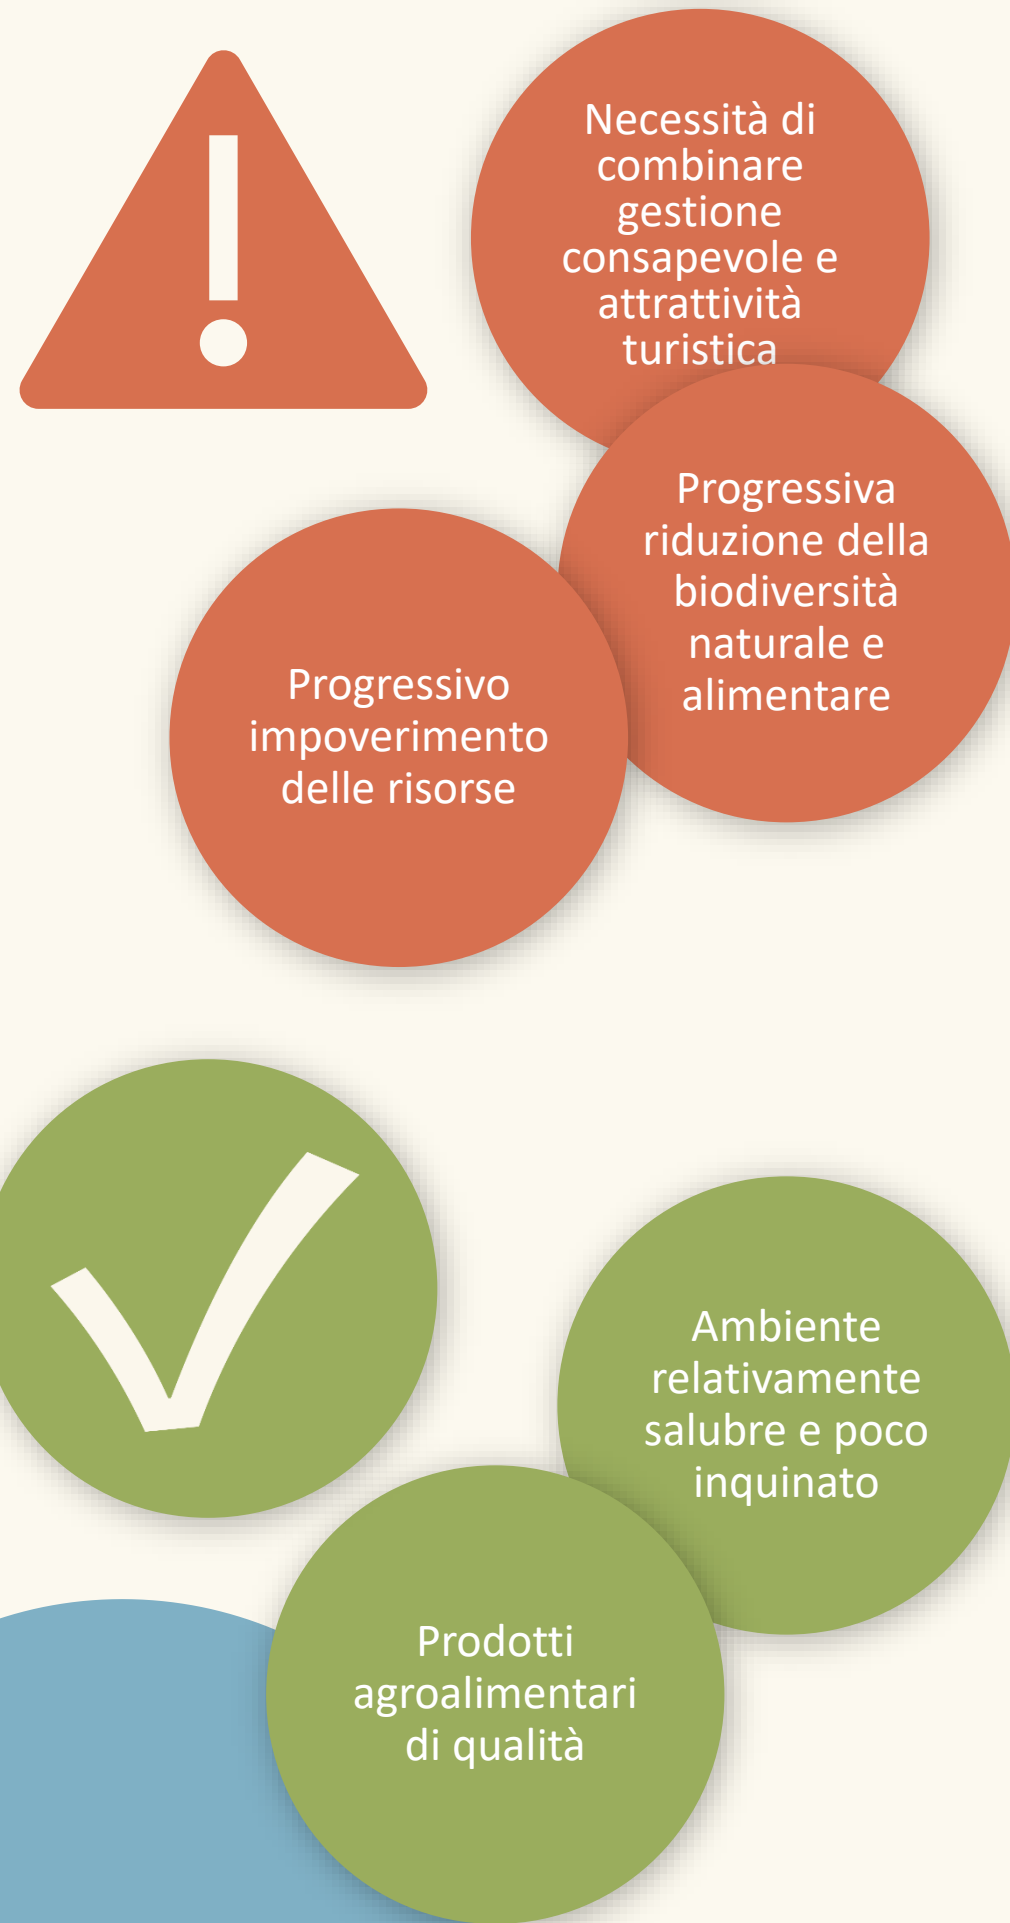 Necessità di
combinare
gestione
consapevole e
attrattività
turistica
Progressiva
riduzione della
biodiversità
naturale e
alimentare
Progressivo
impoverimento
delle risorse
Ambiente
relativamente
salubre e poco
inquinato
Prodotti
agroalimentari
di qualità